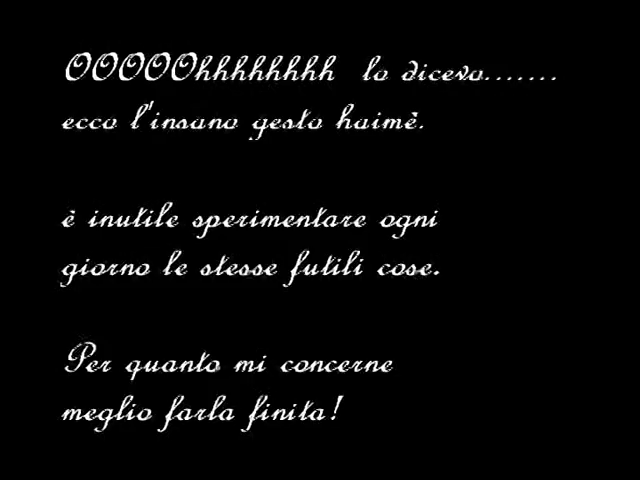 OOOOOhhhhhhhh lo dicevo.......
ecco l'insano gesto haimè.
è inutile sperimentare ogni
giorno le stesse futili cose.
Per quanto mi concerne
meglio farla finita!